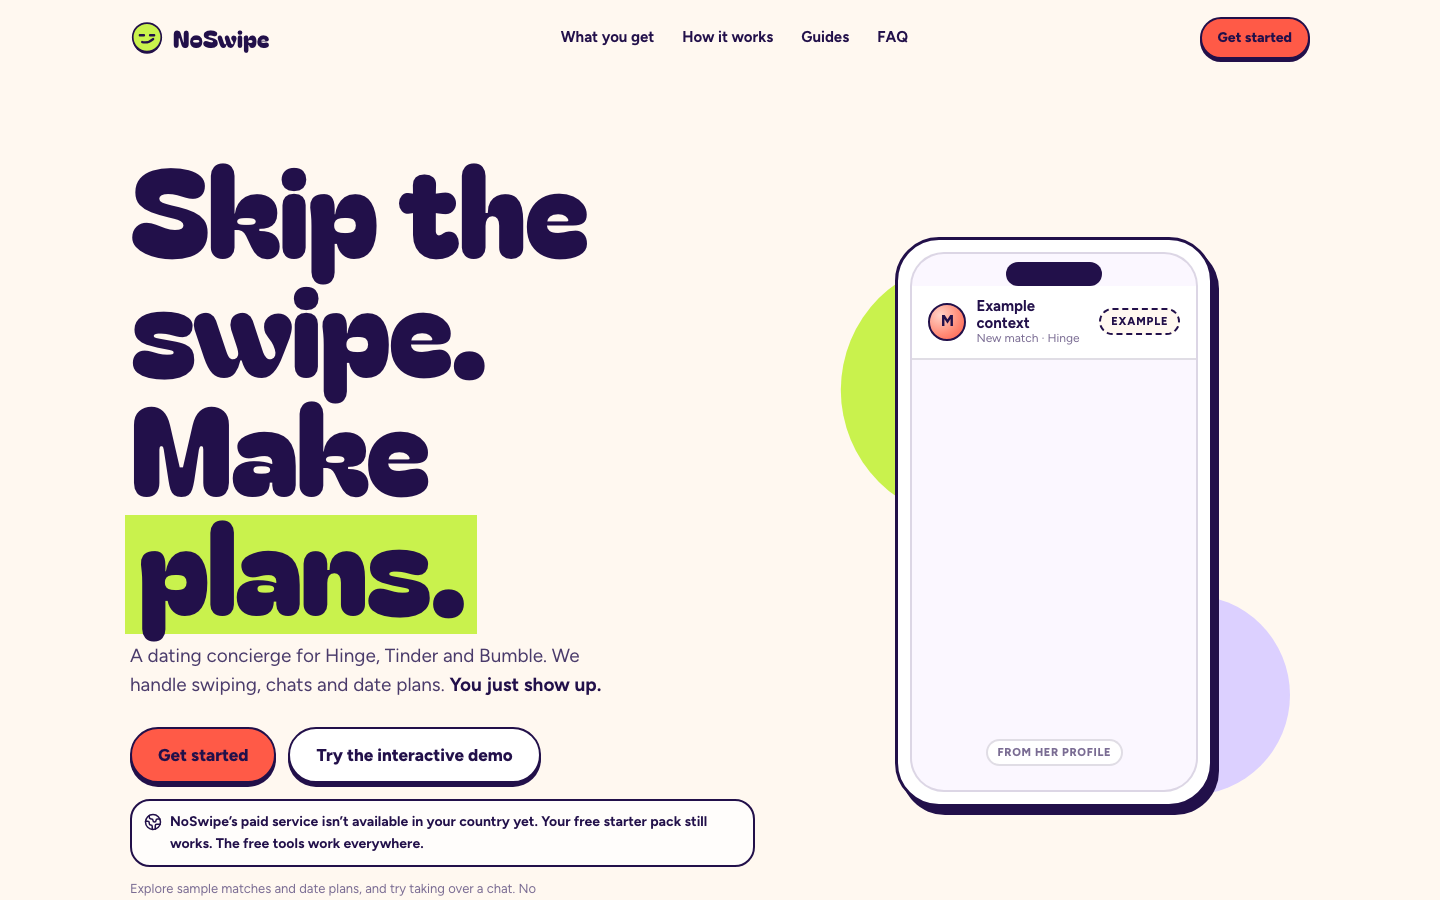 NoSwipe
What you get
How it works
Guides
FAQ
Get started
Skip the
swipe.
Make
plans.
A dating concierge for Hinge, Tinder and Bumble. We
handle swiping, chats and date plans. You just show up.
Get started
Try the interactive demo
NoSwipe’s paid service isn’t available in your country yet. Your free starter pack still
works. The free tools work everywhere.
Explore sample matches and date plans, and try taking over a chat. No
M
Example
context
New match · Hinge
EXAMPLE
FROM HER PROFILE